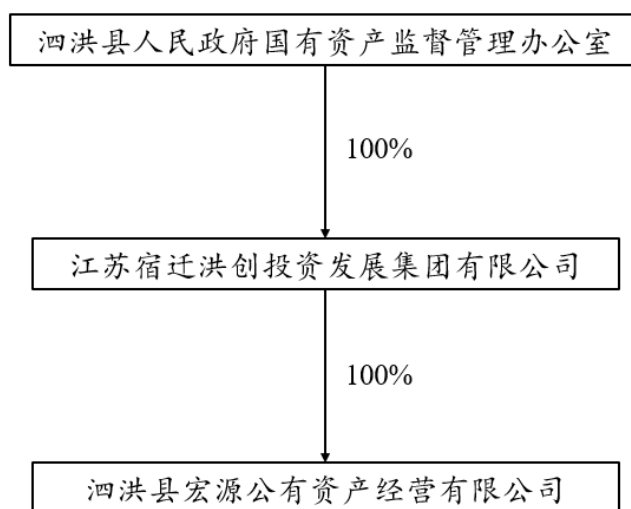 泗洪县人民政府国有资产监督管理办公室
100%
江苏宿迁洪创投资发展集团有限公司
100%
泗洪县宏源公有资产经营有限公司